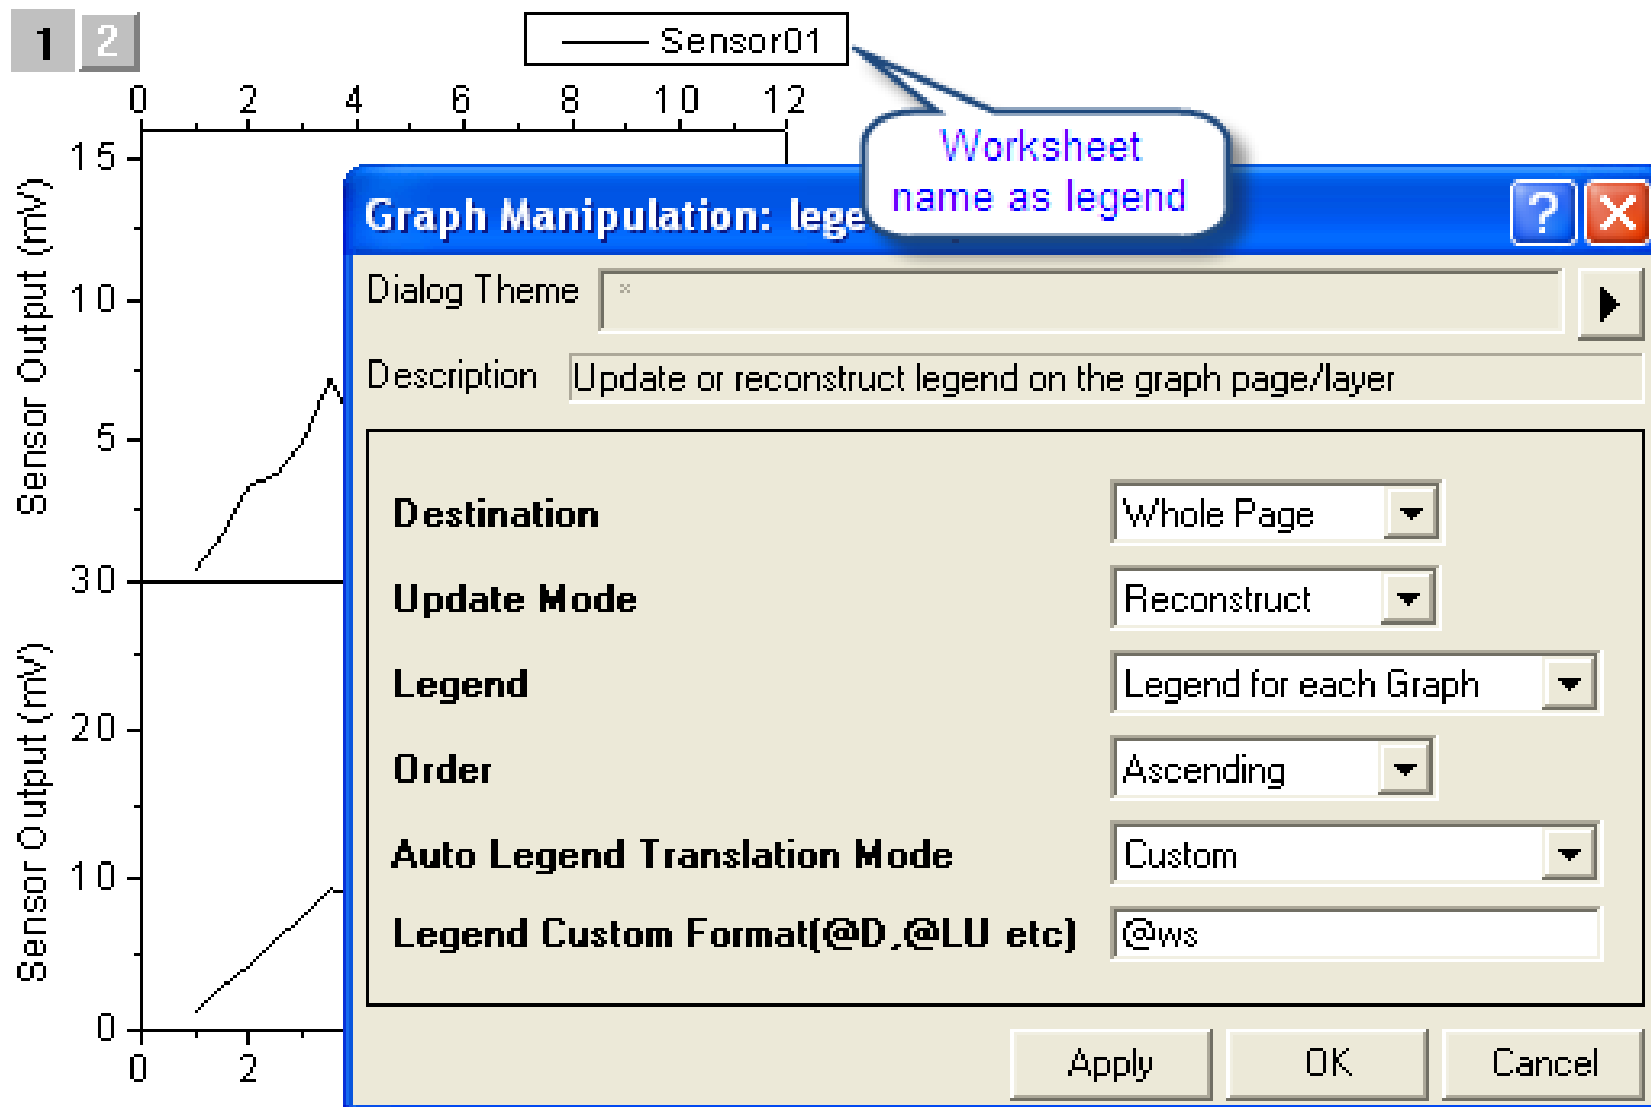 1 2
Sensor01
0 2 4 6 8 10 12
Worksheet
name as legend
15
10
5
Sensor Output (mV)
Graph Manipulation: lege
Dialog Theme *
Description Update or reconstruct legend on the graph page/layer
Destination Whole Page
Update Mode Reconstruct
Legend Legend for each Graph
Order Ascending
Auto Legend Translation Mode Custom
Legend Custom Format(@D,@LU etc) @ws
Apply OK Cancel
30
20
10
0
Sensor Output (mV)
0 2